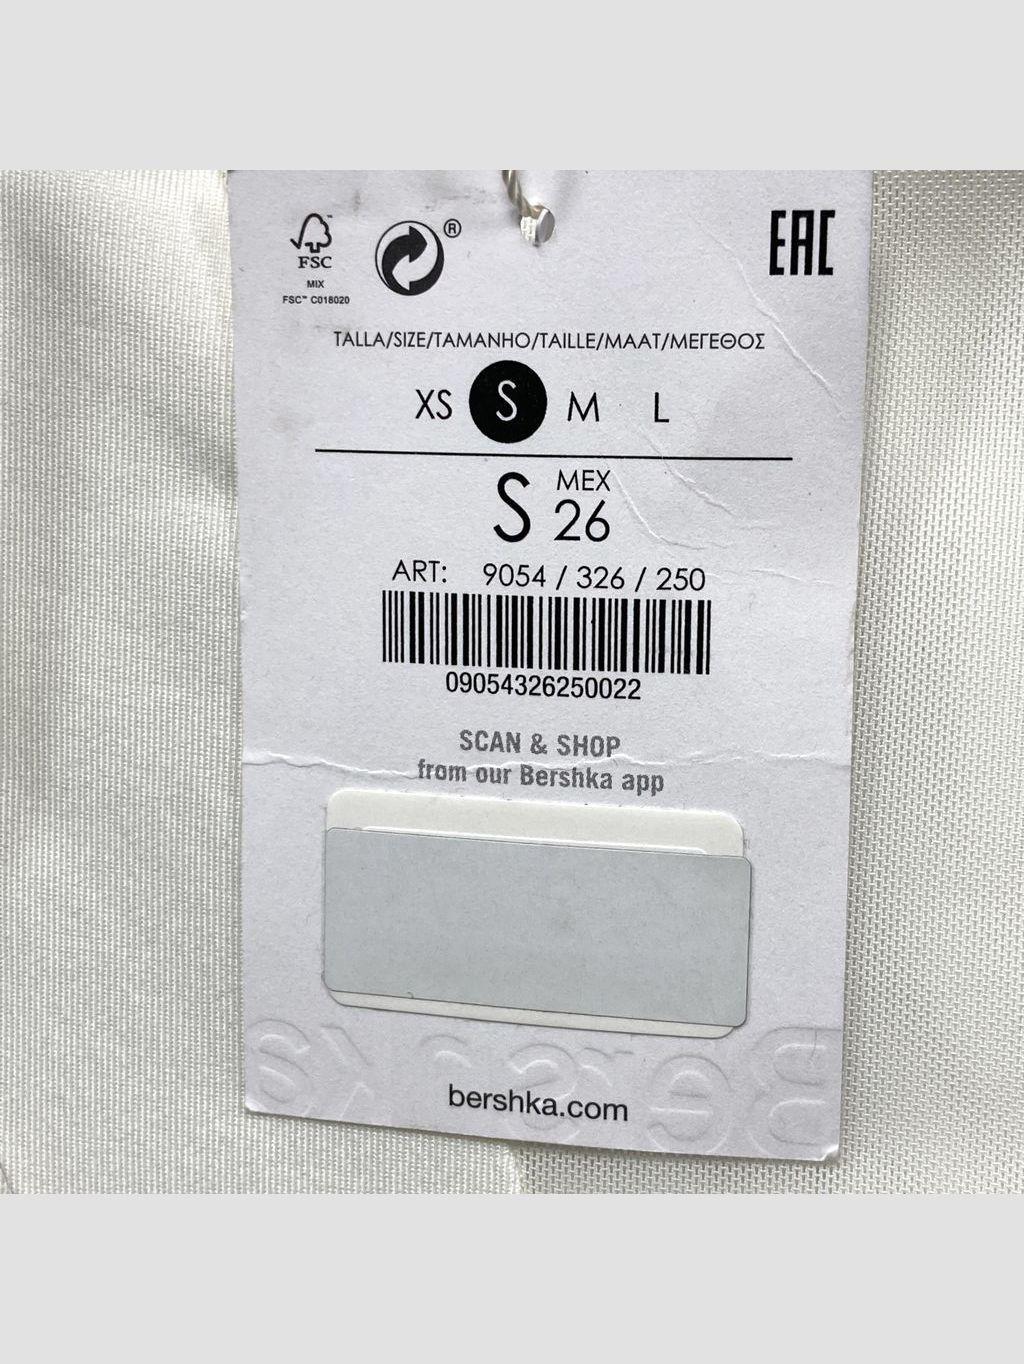 FSC
MIX
FSC™ C018020
®
EAC
TALLA/SIZE/TAMANHO/TAILLE/MAAT/ΜΕΓΕΘΟΣ
XS S M L
S MEX 26
ART: 9054 / 326 / 250
09054326250022
SCAN & SHOP
from our Bershka app
Bershka
bershka.com